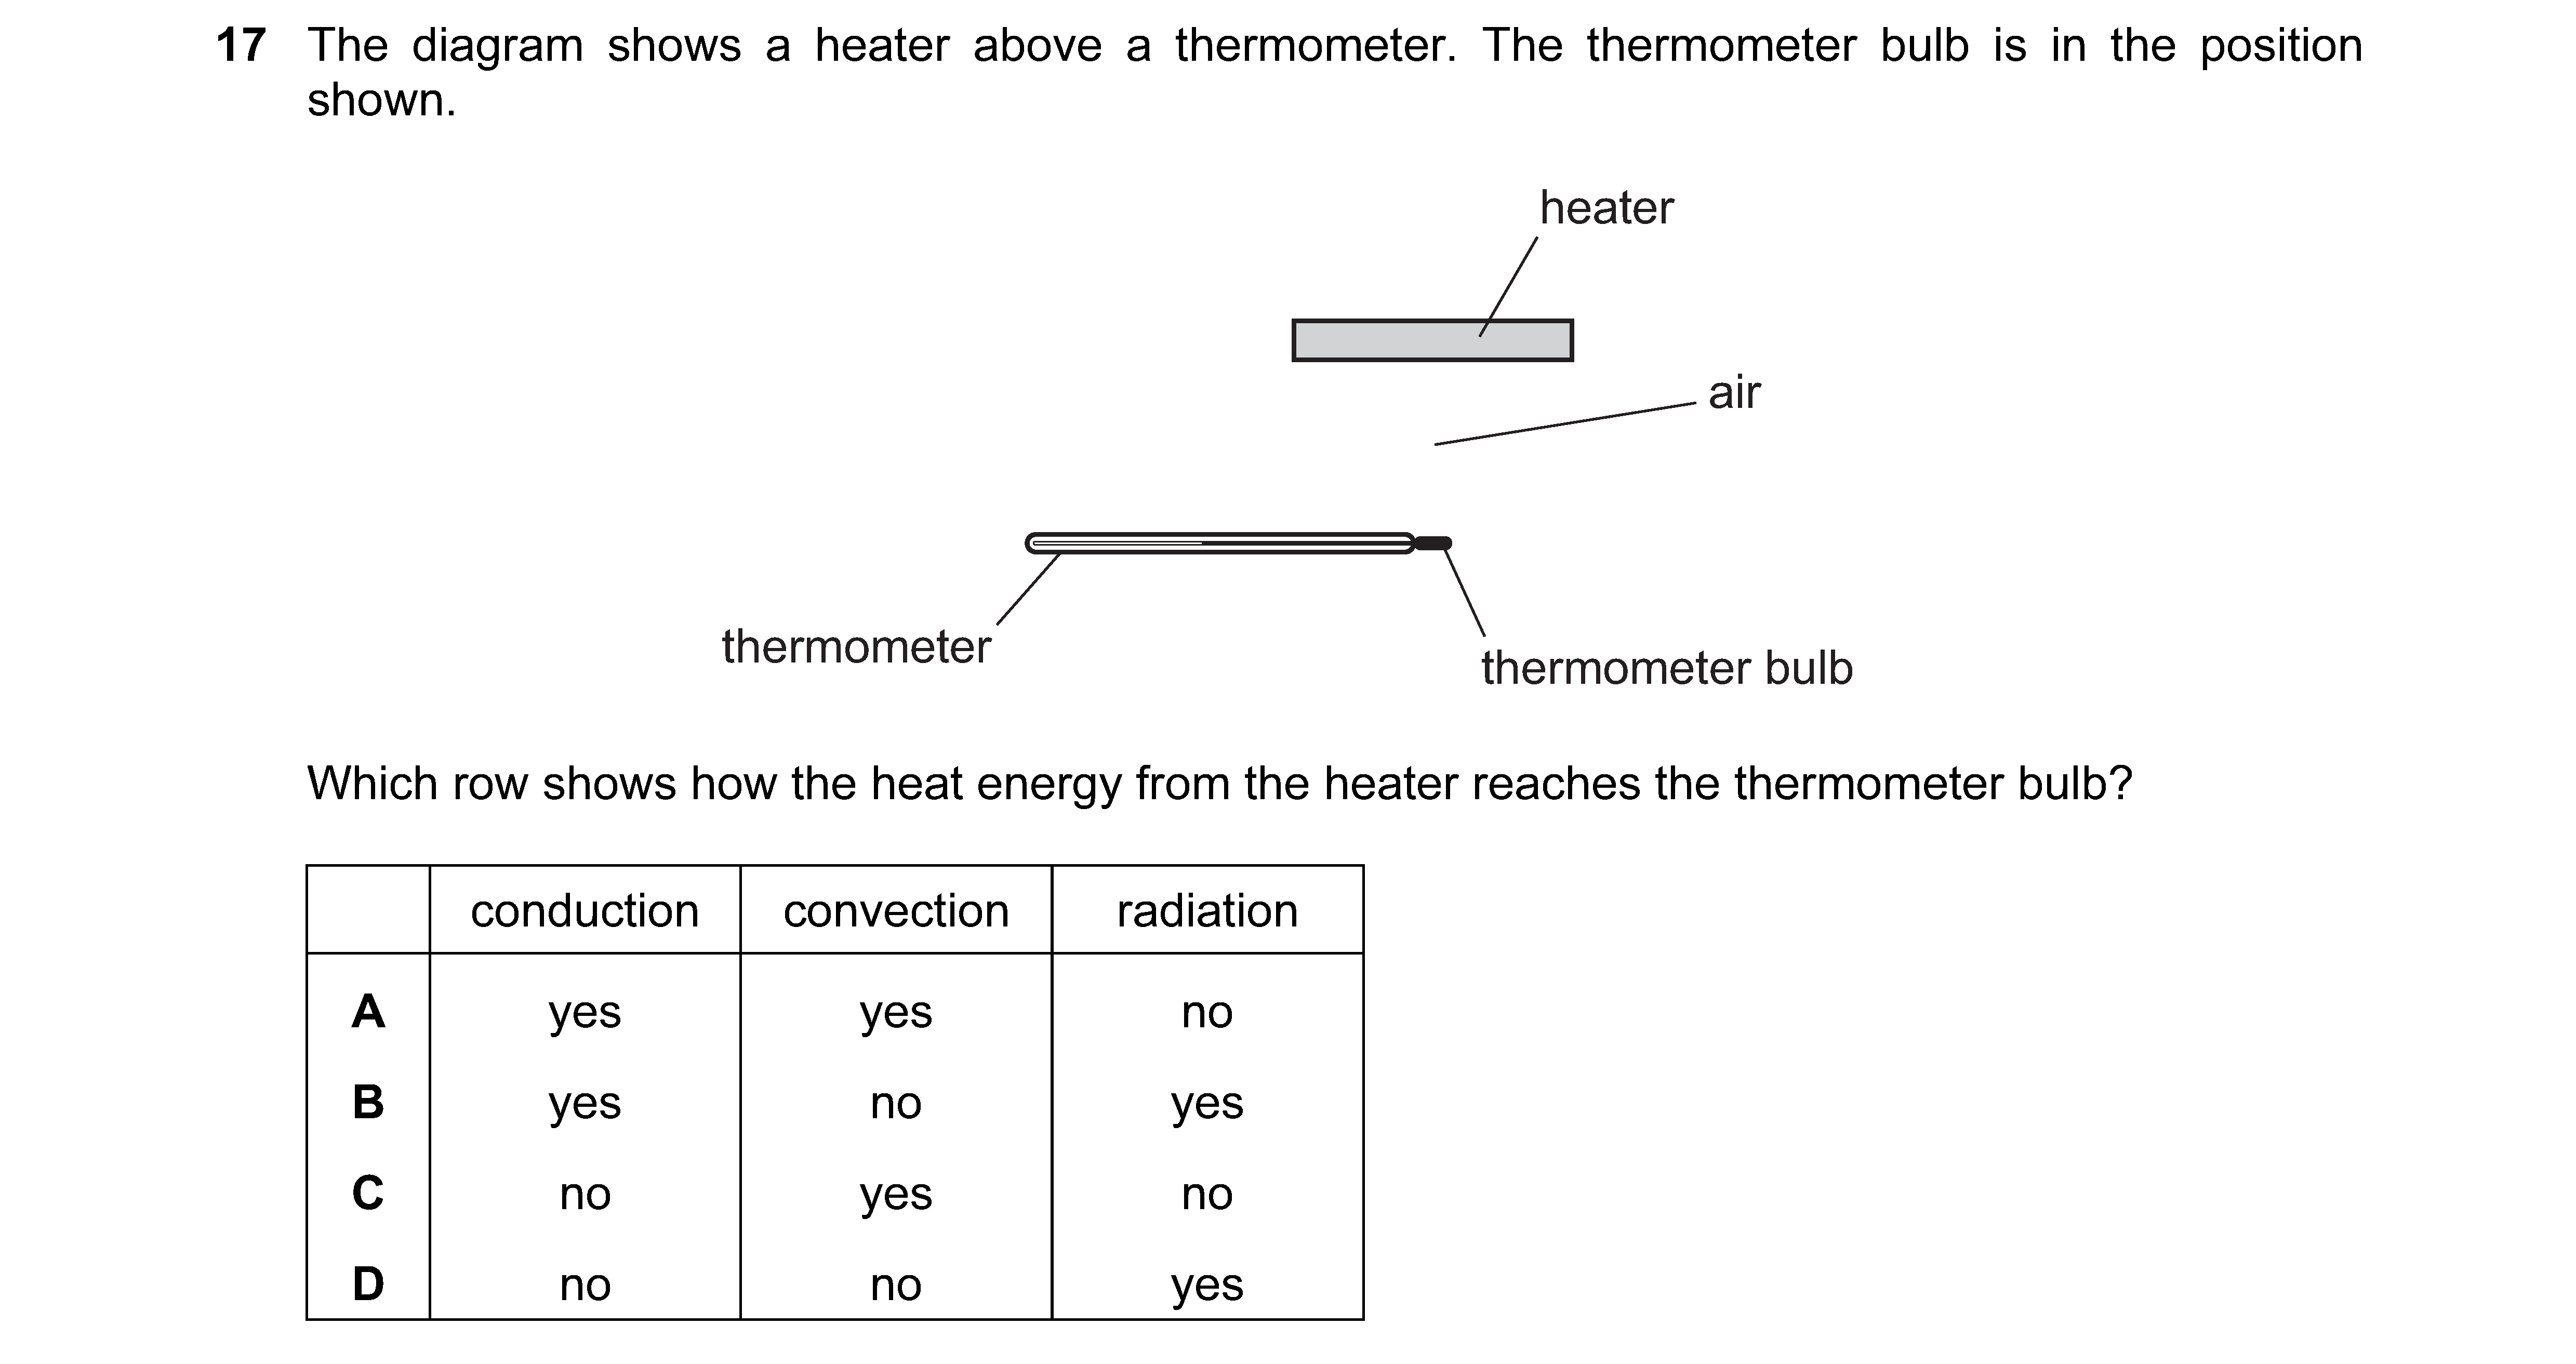 17 The diagram shows a heater above a thermometer. The thermometer bulb is in the position
shown.
heater
air
thermometer
thermometer bulb
Which row shows how the heat energy from the heater reaches the thermometer bulb?
conduction convection radiation
A yes yes no
B yes no yes
C no yes no
D no no yes